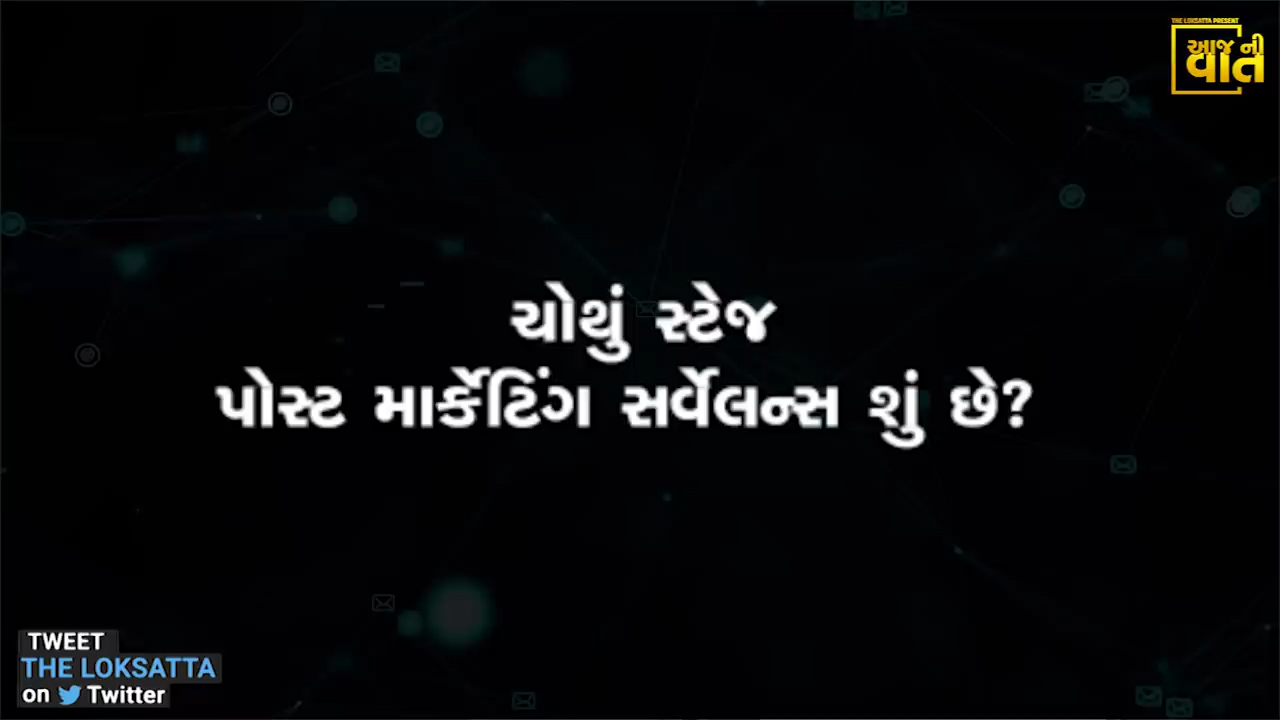 THE LOKSATTA PRESENT
આજ ની
વાત
ચોથું સ્ટેજ
પોસ્ટ માર્કેટિંગ સર્વેલન્સ શું છે?
TWEET
THE LOKSATTA
on Twitter